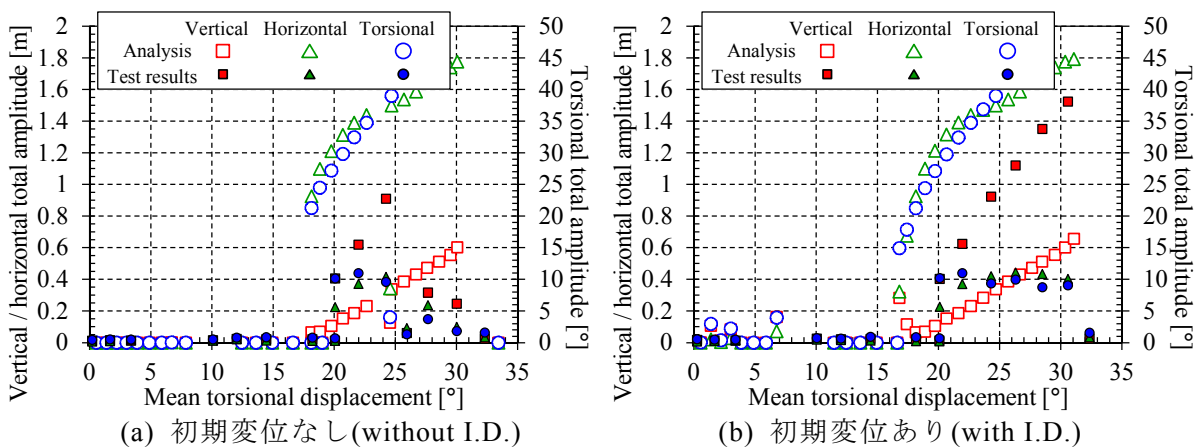 Vertical Horizontal Torsional
Analysis
Test results
2
1.8
1.6
1.4
1.2
1
0.8
0.6
0.4
0.2
0
50
45
40
35
30
25
20
15
10
5
0
0 5 10 15 20 25 30 35
Vertical / horizontal total amplitude [m]
Torsional total amplitude [°]
Mean torsional displacement [°]
(a) 初期変位なし(without I.D.)
Vertical Horizontal Torsional
Analysis
Test results
2
1.8
1.6
1.4
1.2
1
0.8
0.6
0.4
0.2
0
50
45
40
35
30
25
20
15
10
5
0
0 5 10 15 20 25 30 35
Vertical / horizontal total amplitude [m]
Torsional total amplitude [°]
Mean torsional displacement [°]
(b) 初期変位あり(with I.D.)